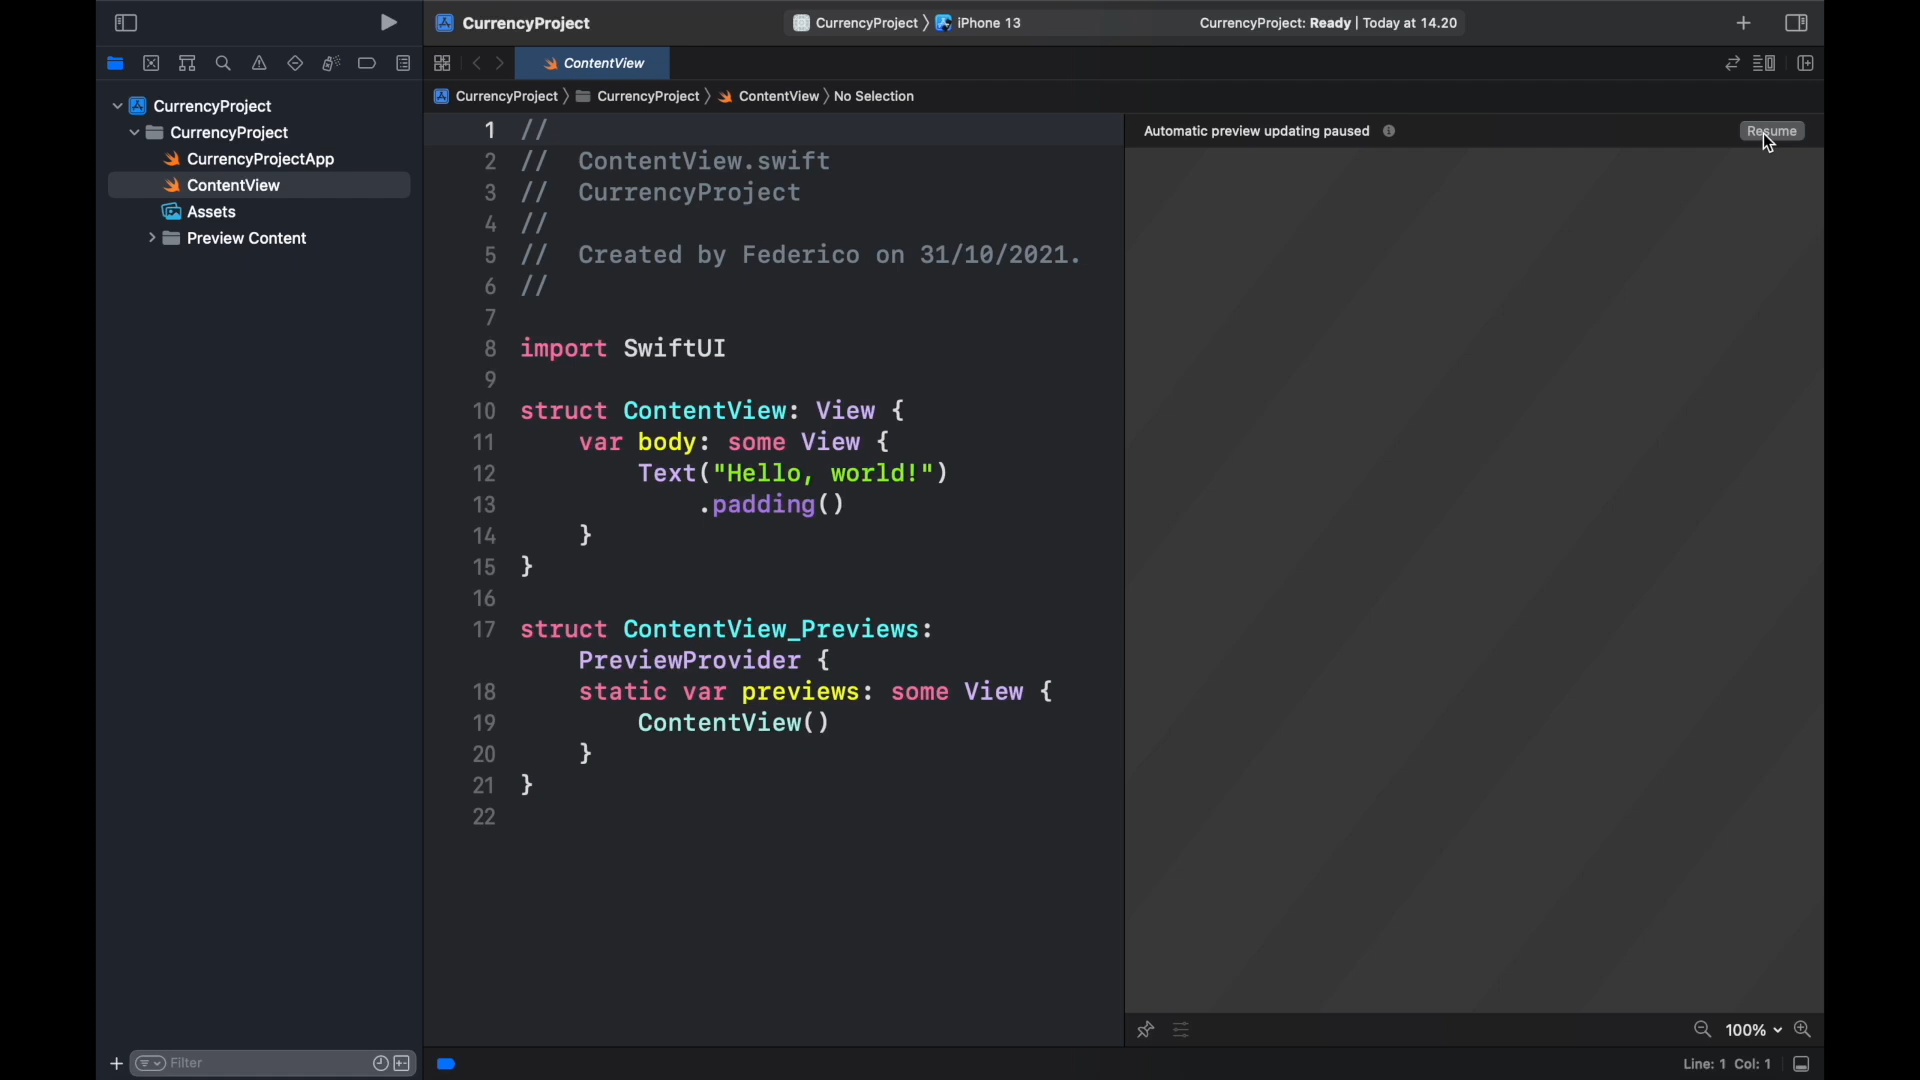 CurrencyProject
CurrencyProject
iPhone 13
CurrencyProject: Ready | Today at 14.20
ContentView
CurrencyProject
CurrencyProject
CurrencyProjectApp
ContentView
Assets
Preview Content
CurrencyProject
CurrencyProject
ContentView
No Selection
1 //
2 //  ContentView.swift
3 //  CurrencyProject
4 //
5 //  Created by Federico on 31/10/2021.
6 //
7
8 import SwiftUI
9
10 struct ContentView: View {
11     var body: some View {
12         Text("Hello, world!")
13             .padding()
14     }
15 }
16
17 struct ContentView_Previews:
PreviewProvider {
18     static var previews: some View {
19         ContentView()
20     }
21 }
22
Automatic preview updating paused
Resume
100%
Filter
Line: 1 Col: 1